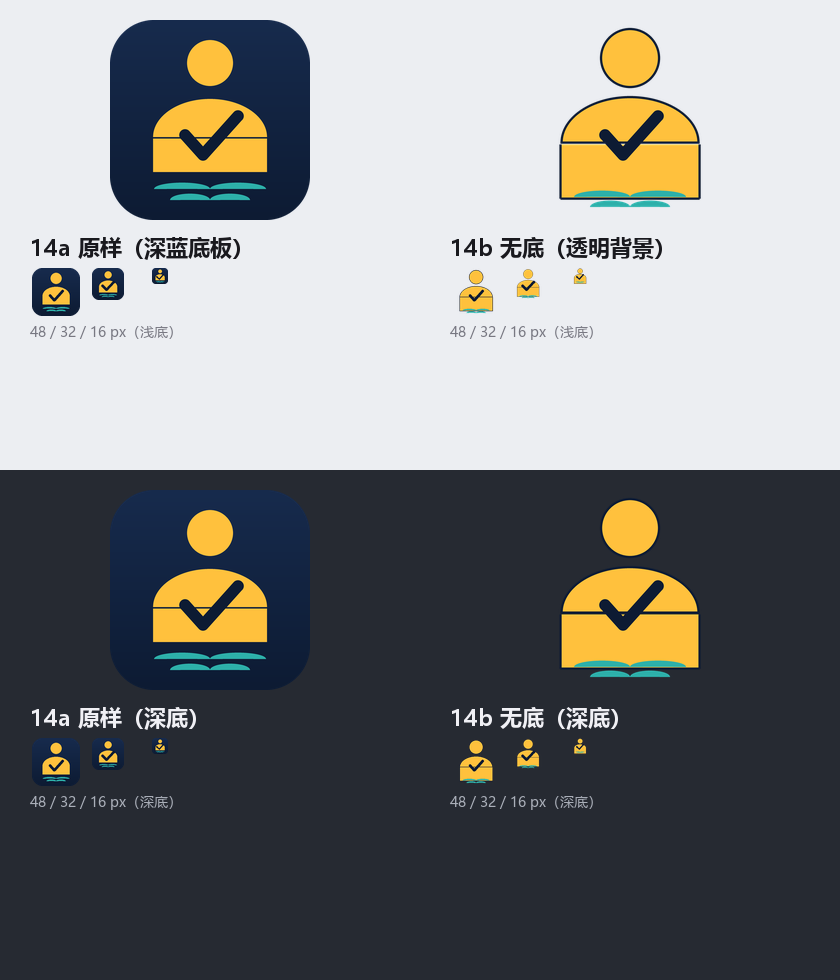 14a 原样（深蓝底板）
14b 无底（透明背景）
48 / 32 / 16 px（浅底）
48 / 32 / 16 px（浅底）
14a 原样（深底）
14b 无底（深底）
48 / 32 / 16 px（深底）
48 / 32 / 16 px（深底）